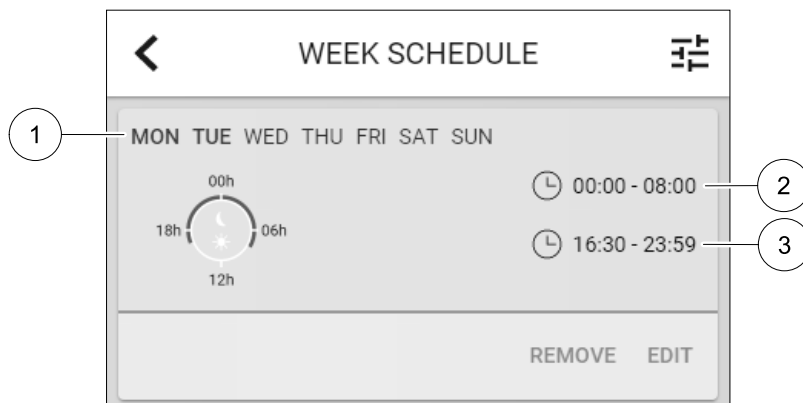 WEEK SCHEDULE
1
MON TUE WED THU FRI SAT SUN
00h
18h
06h
12h
00:00 - 08:00
2
16:30 - 23:59
3
REMOVE EDIT